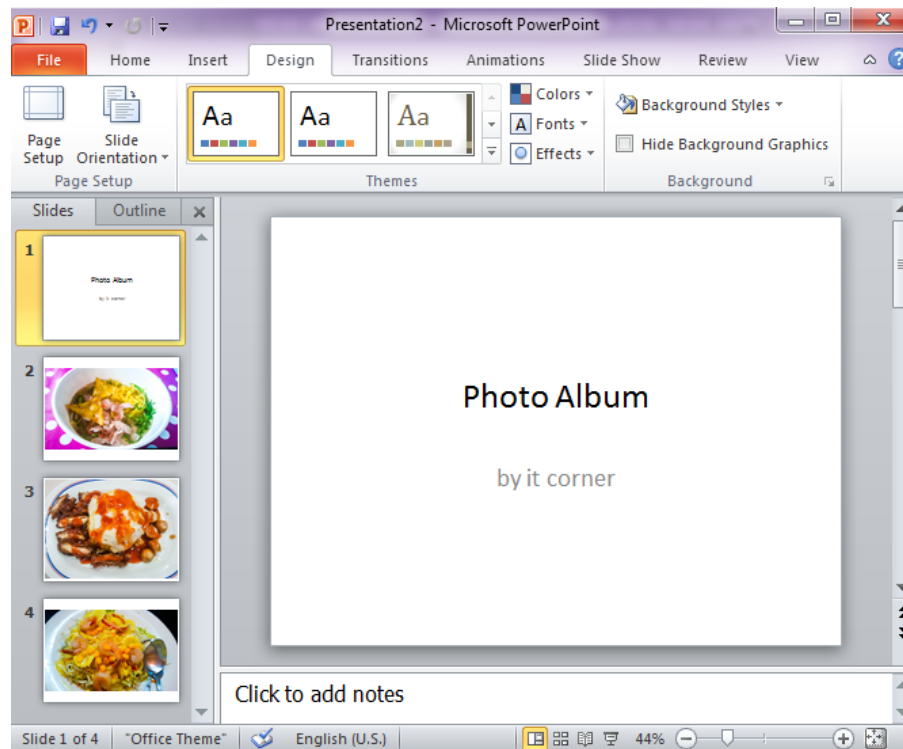 Presentation2 - Microsoft PowerPoint
File Home Insert Design Transitions Animations Slide Show Review View
Page Setup
Slide Orientation
Page Setup
Aa Aa Aa
Themes
Colors
Fonts
Effects
Background Styles
Hide Background Graphics
Background
Slides Outline
1
Photo Album
by it corner
2
3
4
Photo Album
by it corner
Click to add notes
Slide 1 of 4 "Office Theme" English (U.S.) 44%